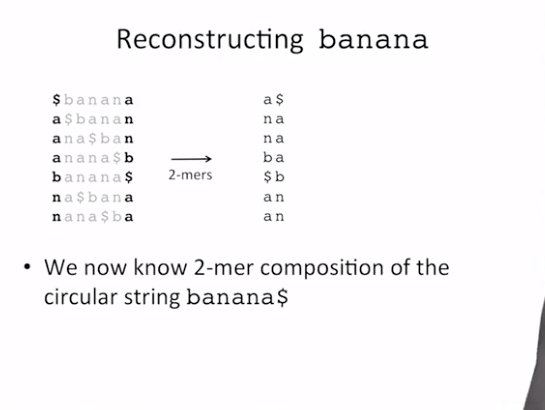 Reconstructing banana
$banana a$
a$banan na
ana$ban na
anana$b ba
banana$ $b
2-mers
na$bana an
nana$ba an
• We now know 2-mer composition of the
circular string banana$